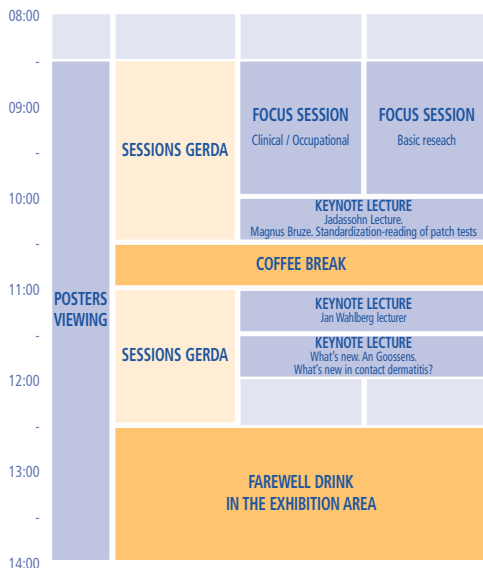 08:00
-
09:00
-
10:00
-
11:00
-
12:00
-
13:00
-
14:00
POSTERS
VIEWING
SESSIONS GERDA
FOCUS SESSION
Clinical / Occupational
FOCUS SESSION
Basic reseach
KEYNOTE LECTURE
Jadassohn Lecture.
Magnus Bruze. Standardization-reading of patch tests
COFFEE BREAK
SESSIONS GERDA
KEYNOTE LECTURE
Jan Wahlberg lecturer
KEYNOTE LECTURE
What's new. An Goossens.
What's new in contact dermatitis?
FAREWELL DRINK
IN THE EXHIBITION AREA